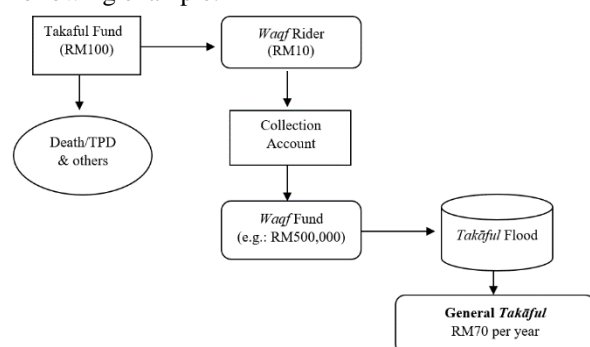 following example:
Takaful Fund
(RM100)
Waqf Rider
(RM10)
Death/TPD
& others
Collection
Account
Waqf Fund
(e.g.: RM500,000)
Takāful Flood
General Takāful
RM70 per year